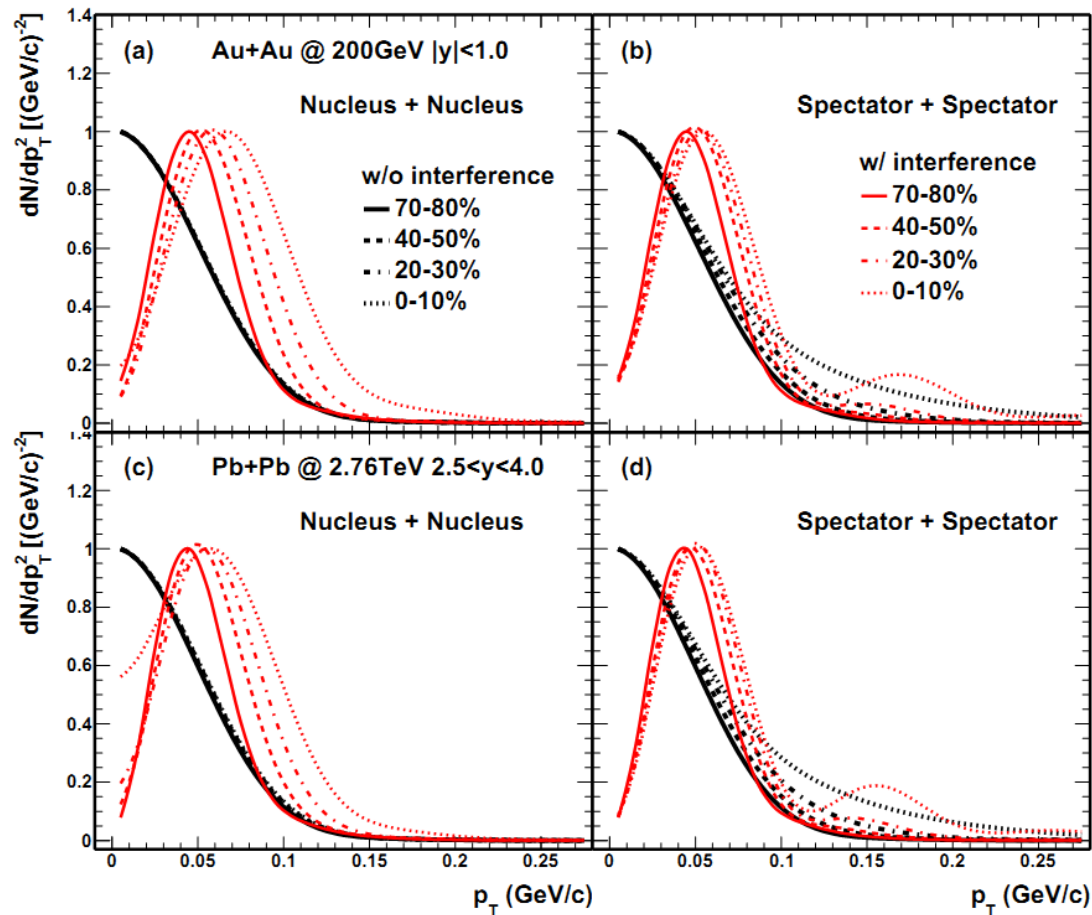 dN/dp_T^2 [(GeV/c)^-2]
1.4
1.2
1
0.8
0.6
0.4
0.2
0
(a) Au+Au @ 200GeV |y|<1.0
Nucleus + Nucleus
w/o interference
70-80%
40-50%
20-30%
0-10%
(b)
Spectator + Spectator
w/ interference
70-80%
40-50%
20-30%
0-10%
dN/dp_T^2 [(GeV/c)^-2]
1.4
1.2
1
0.8
0.6
0.4
0.2
0
(c) Pb+Pb @ 2.76TeV 2.5<y<4.0
Nucleus + Nucleus
(d)
Spectator + Spectator
0 0.05 0.1 0.15 0.2 0.25
p_T (GeV/c)
0 0.05 0.1 0.15 0.2 0.25
p_T (GeV/c)